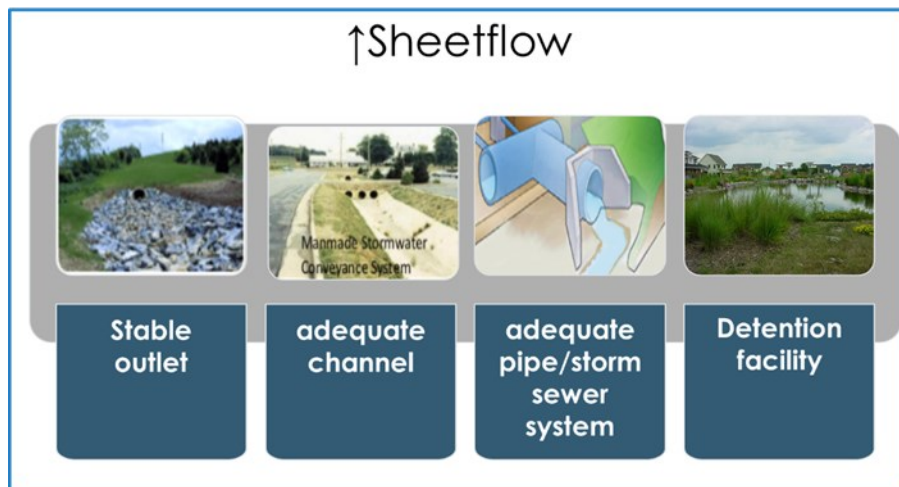 ↑Sheetflow
Manmade Stormwater
Conveyance System
Stable
outlet
adequate
channel
adequate
pipe/storm
sewer
system
Detention
facility